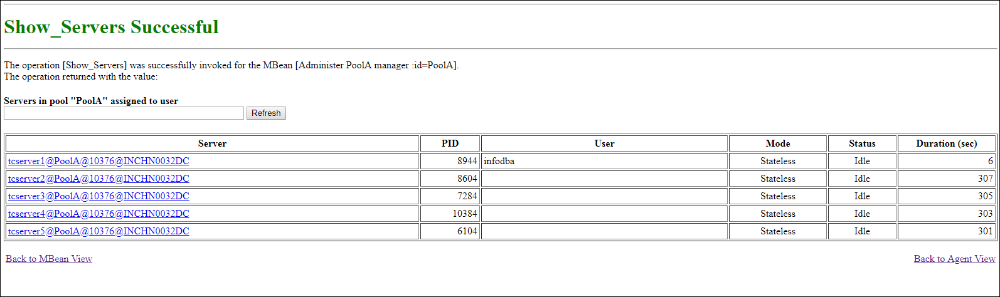 Show_Servers Successful
The operation [Show_Servers] was successfully invoked for the MBean [Administer PoolA manager :id=PoolA].
The operation returned with the value:
Servers in pool "PoolA" assigned to user
Refresh
Server PID User Mode Status Duration (sec)
tcserver1@PoolA@10376@INCHN0032DC 8944 infodba Stateless Idle 6
tcserver2@PoolA@10376@INCHN0032DC 8604 Stateless Idle 307
tcserver3@PoolA@10376@INCHN0032DC 7284 Stateless Idle 305
tcserver4@PoolA@10376@INCHN0032DC 10384 Stateless Idle 303
tcserver5@PoolA@10376@INCHN0032DC 6104 Stateless Idle 301
Back to MBean View Back to Agent View